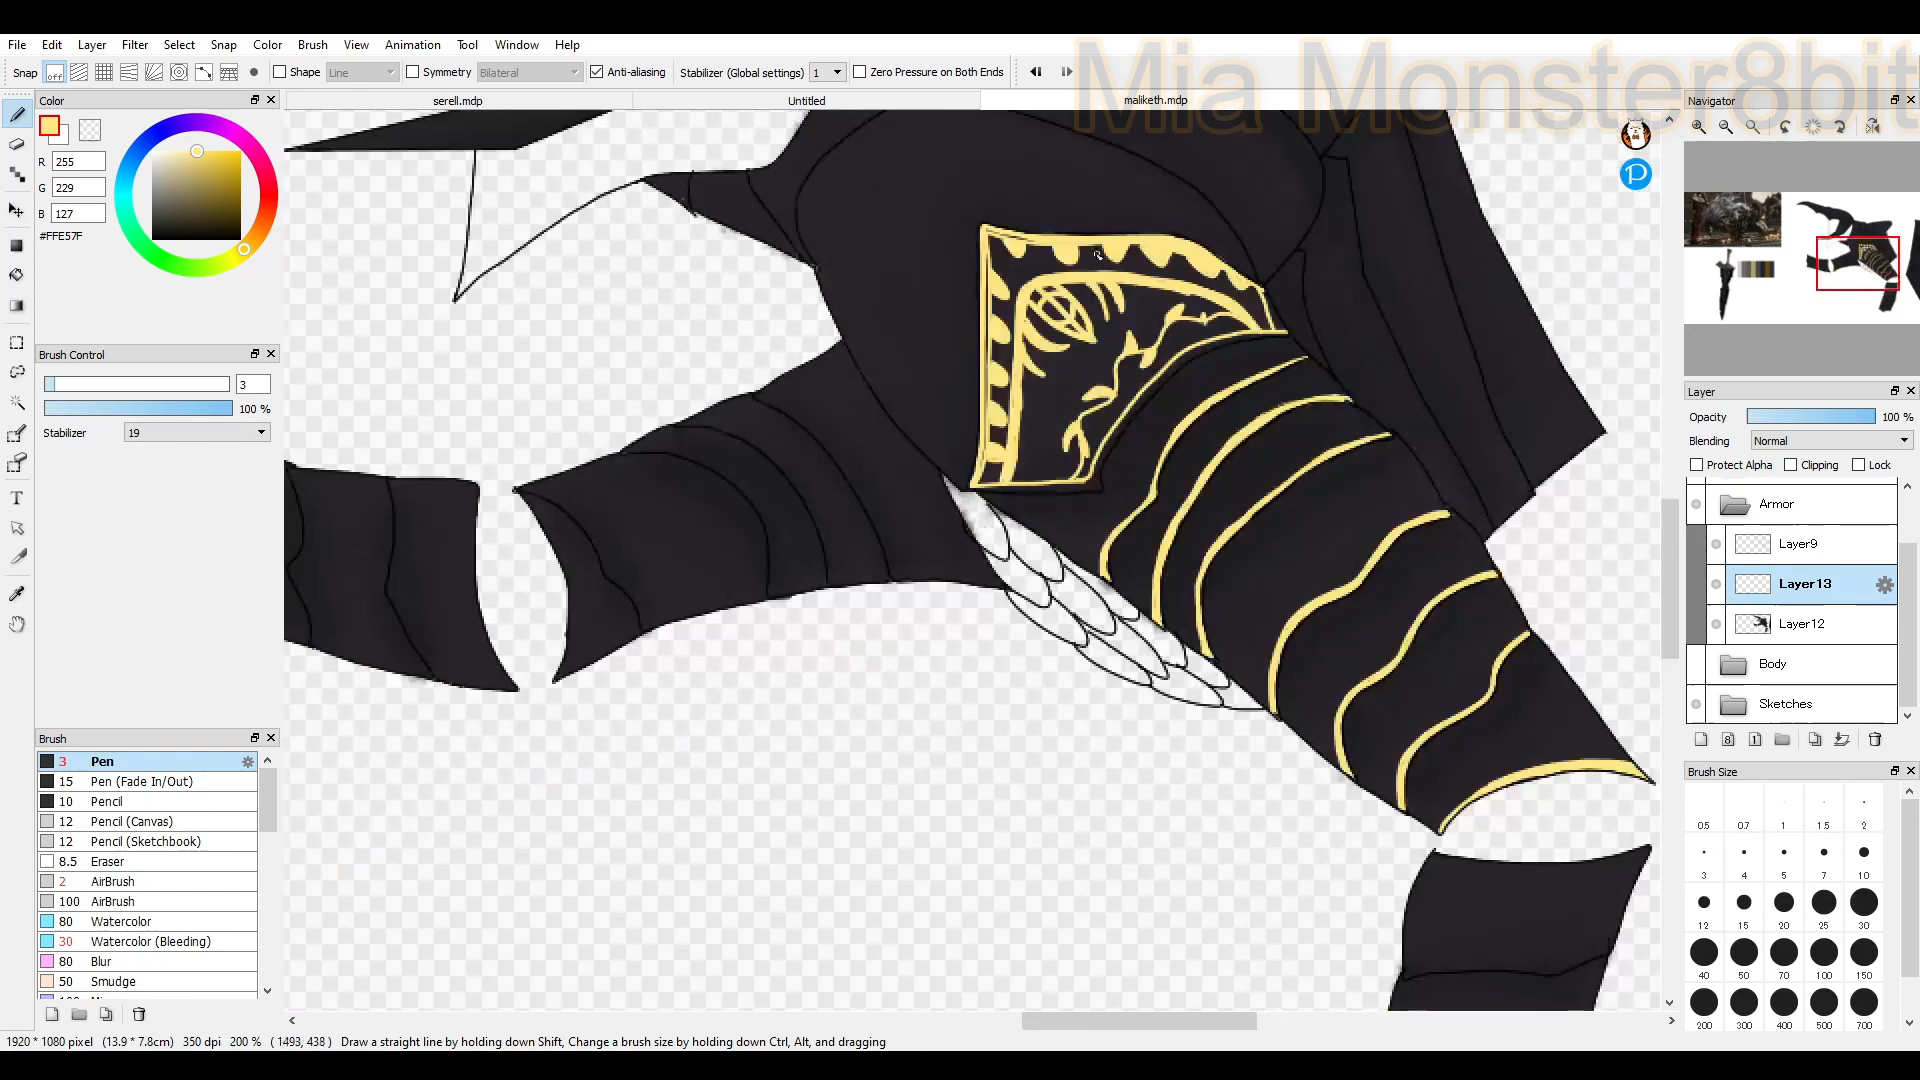 Mia Monster8bit
File Edit Layer Filter Select Snap Color Brush View Animation Tool Window Help
Snap off Shape Line Symmetry Bilateral Anti-aliasing Stabilizer (Global settings) 1 Zero Pressure on Both Ends
Color
serell.mdp Untitled maliketh.mdp
Navigator
R 255
G 229
B 127
#FFE57F
Brush Control
3
100 %
Stabilizer 19
Brush
3 Pen
15 Pen (Fade In/Out)
10 Pencil
12 Pencil (Canvas)
12 Pencil (Sketchbook)
8.5 Eraser
2 AirBrush
100 AirBrush
80 Watercolor
30 Watercolor (Bleeding)
80 Blur
50 Smudge
Layer
Opacity 100 %
Blending Normal
Protect Alpha Clipping Lock
Armor
Layer9
Layer13
Layer12
Body
Sketches
Brush Size
0.5 0.7 1 1.5 2
3 4 5 7 10
12 15 20 25 30
40 50 70 100 150
200 300 400 500 700
1920 * 1080 pixel (13.9 * 7.8cm) 350 dpi 200 % ( 1493, 438 ) Draw a straight line by holding down Shift, Change a brush size by holding down Ctrl, Alt, and dragging